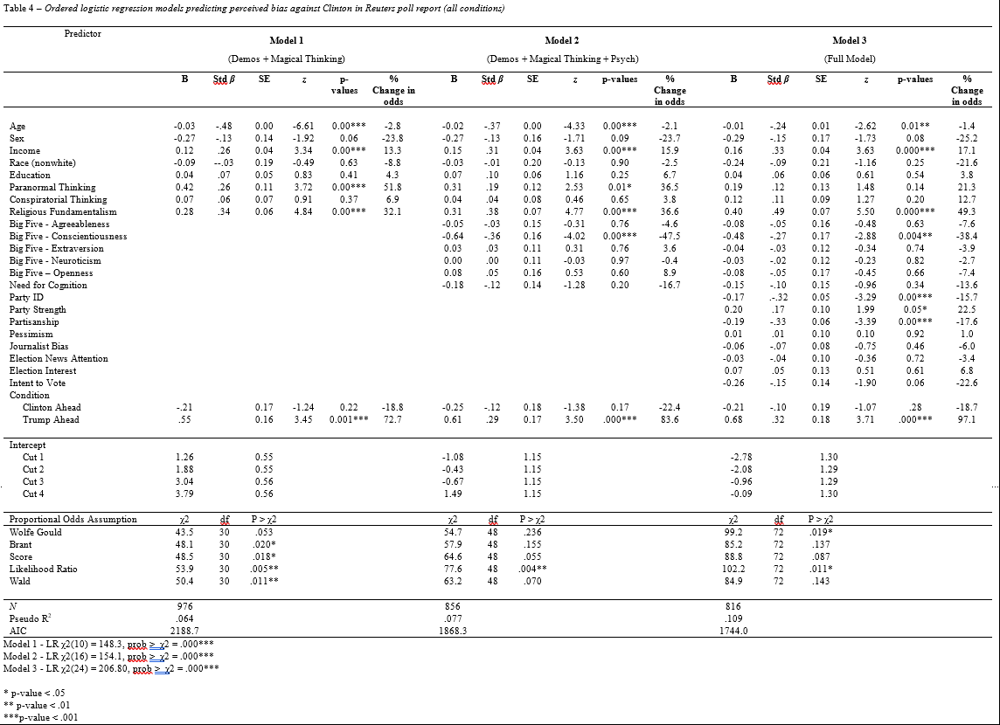 Table 4 – Ordered logistic regression models predicting perceived bias against Clinton in Reuters poll report (all conditions)
Predictor Model 1 Model 2 Model 3
(Demos + Magical Thinking) (Demos + Magical Thinking + Psych) (Full Model)
B Std β SE z p-values % Change in odds B Std β SE z p-values % Change in odds B Std β SE z p-values % Change in odds
Age -0.03 -.48 0.00 -6.61 0.00*** -2.8 -0.02 -.37 0.00 -4.33 0.00*** -2.1 -0.01 -.24 0.01 -2.62 0.01** -1.4
Sex -0.27 -.13 0.14 -1.92 0.06 -23.8 -0.27 -.13 0.16 -1.71 0.09 -23.7 -0.29 -.15 0.17 -1.73 0.08 -25.2
Income 0.12 .26 0.04 3.34 0.00*** 13.3 0.15 .31 0.04 3.63 0.00*** 15.9 0.16 .33 0.04 3.63 0.000*** 17.1
Race (nonwhite) -0.09 --.03 0.19 -0.49 0.63 -8.8 -0.03 -.01 0.20 -0.13 0.90 -2.5 -0.24 -.09 0.21 -1.16 0.25 -21.6
Education 0.04 .07 0.05 0.83 0.41 4.3 0.07 .10 0.06 1.16 0.25 6.7 0.04 .06 0.06 0.61 0.54 3.8
Paranormal Thinking 0.42 .26 0.11 3.72 0.00*** 51.8 0.31 .19 0.12 2.53 0.01* 36.5 0.19 .12 0.13 1.48 0.14 21.3
Conspiratorial Thinking 0.07 .06 0.07 0.91 0.37 6.9 0.04 .04 0.08 0.46 0.65 3.8 0.12 .11 0.09 1.27 0.20 12.7
Religious Fundamentalism 0.28 .34 0.06 4.84 0.00*** 32.1 0.31 .38 0.07 4.77 0.00*** 36.6 0.40 .49 0.07 5.50 0.000*** 49.3
Big Five - Agreeableness -0.05 -.03 0.15 -0.31 0.76 -4.6 -0.08 -.05 0.16 -0.48 0.63 -7.6
Big Five - Conscientiousness -0.64 -.36 0.16 -4.02 0.00*** -47.5 -0.48 -.27 0.17 -2.88 0.004** -38.4
Big Five - Extraversion 0.03 .03 0.11 0.31 0.76 3.6 -0.04 -.03 0.12 -0.34 0.74 -3.9
Big Five - Neuroticism 0.00 .00 0.11 -0.03 0.97 -0.4 -0.03 -.02 0.12 -0.23 0.82 -2.7
Big Five – Openness 0.08 .05 0.16 0.53 0.60 8.9 -0.08 -.05 0.17 -0.45 0.66 -7.4
Need for Cognition -0.18 -.12 0.14 -1.28 0.20 -16.7 -0.15 -.10 0.15 -0.96 0.34 -13.6
Party ID -0.17 .-.32 0.05 -3.29 0.00*** -15.7
Party Strength 0.20 .17 0.10 1.99 0.05* 22.5
Partisanship -0.19 -.33 0.06 -3.39 0.00*** -17.6
Pessimism 0.01 .01 0.10 0.10 0.92 1.0
Journalist Bias -0.06 -.07 0.08 -0.75 0.46 -6.0
Election News Attention -0.03 -.04 0.10 -0.36 0.72 -3.4
Election Interest 0.07 .05 0.13 0.51 0.61 6.8
Intent to Vote -0.26 -.15 0.14 -1.90 0.06 -22.6
Condition
Clinton Ahead -.21 0.17 -1.24 0.22 -18.8 -0.25 -.12 0.18 -1.38 0.17 -22.4 -0.21 -.10 0.19 -1.07 .28 -18.7
Trump Ahead .55 0.16 3.45 0.001*** 72.7 0.61 .29 0.17 3.50 .000*** 83.6 0.68 .32 0.18 3.71 .000*** 97.1
Intercept
Cut 1 1.26 0.55 -1.08 1.15 -2.78 1.30
Cut 2 1.88 0.55 -0.43 1.15 -2.08 1.29
Cut 3 3.04 0.56 -0.67 1.15 -0.96 1.29
Cut 4 3.79 0.56 1.49 1.15 -0.09 1.30
Proportional Odds Assumption χ2 df P > χ2 χ2 df P > χ2 χ2 df P > χ2
Wolfe Gould 43.5 30 .053 54.7 48 .236 99.2 72 .019*
Brant 48.1 30 .020* 57.9 48 .155 85.2 72 .137
Score 48.5 30 .018* 64.6 48 .055 88.8 72 .087
Likelihood Ratio 53.9 30 .005** 77.6 48 .004** 102.2 72 .011*
Wald 50.4 30 .011** 63.2 48 .070 84.9 72 .143
N 976 856 816
Pseudo R² .064 .077 .109
AIC 2188.7 1868.3 1744.0
Model 1 - LR χ2(10) = 148.3, prob > χ2 = .000***
Model 2 - LR χ2(16) = 154.1, prob > χ2 = .000***
Model 3 - LR χ2(24) = 206.80, prob > χ2 = .000***
* p-value < .05
** p-value < .01
***p-value < .001